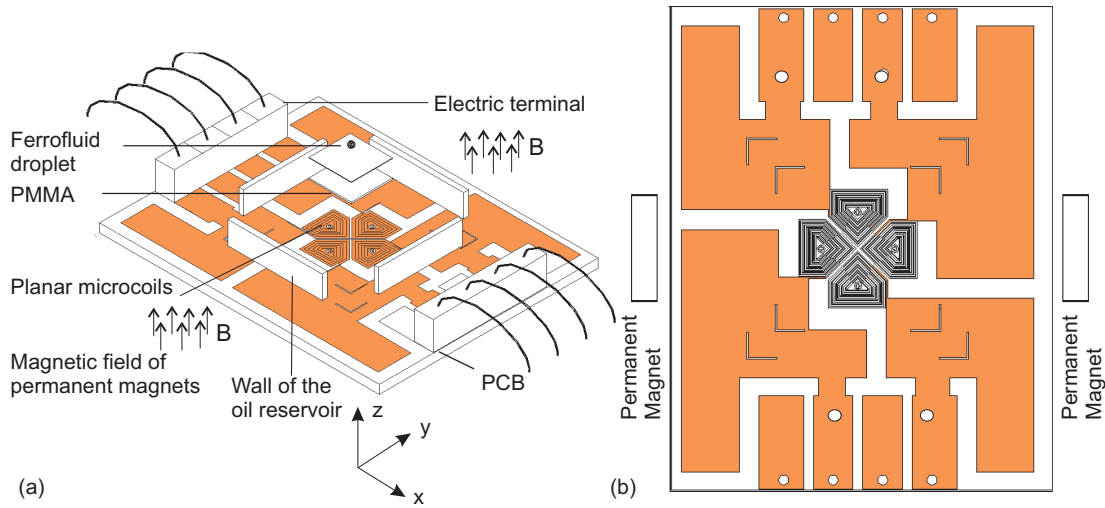 Electric terminal
Ferrofluid
droplet
B
PMMA
Planar microcoils
B
Magnetic field of
permanent magnets
Wall of the
oil reservoir
PCB
z
y
x
(a)
Permanent
Magnet
Permanent
Magnet
(b)